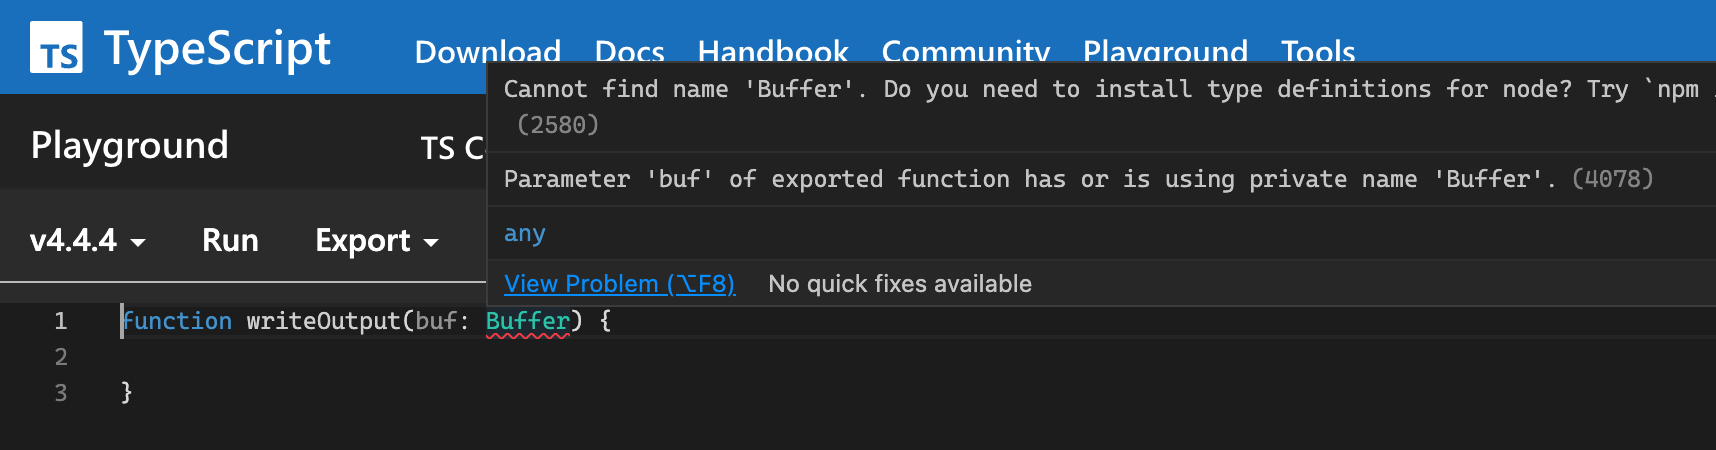 TS TypeScript Download Docs Handbook Community Playground Tools
Cannot find name 'Buffer'. Do you need to install type definitions for node? Try `npm
(2580)
Playground TS C
Parameter 'buf' of exported function has or is using private name 'Buffer'. (4078)
any
v4.4.4 Run Export
View Problem (⌥F8) No quick fixes available
1 function writeOutput(buf: Buffer) {
2
3 }